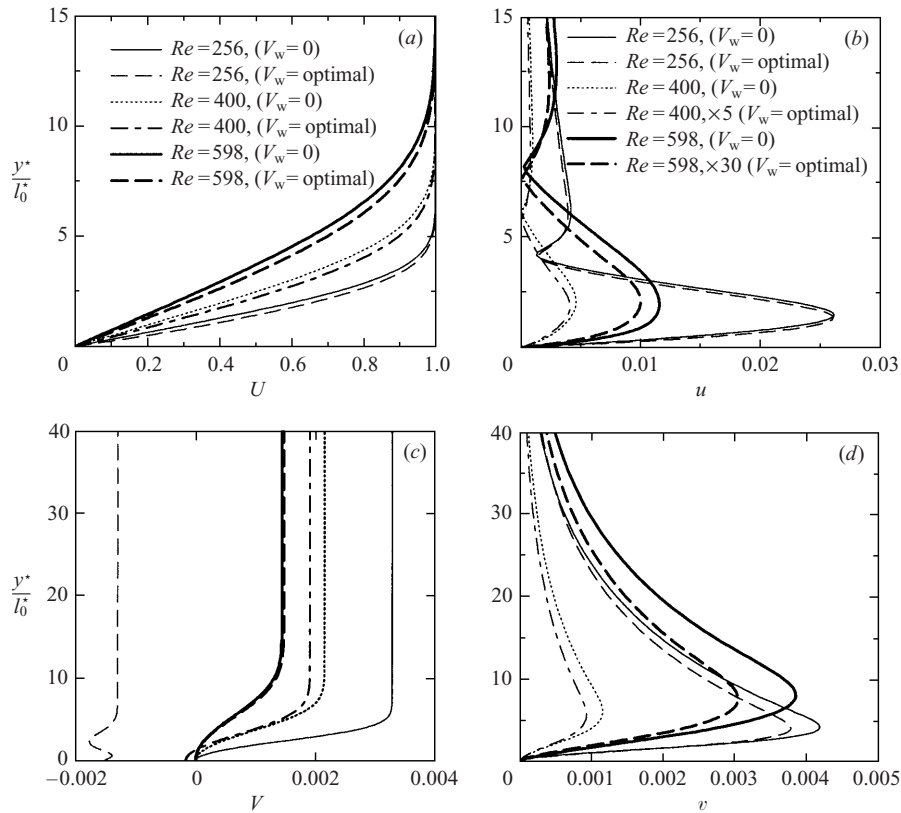 15
(a)
Re=256, (Vw=0)
Re=256, (Vw=optimal)
Re=400, (Vw=0)
Re=400, (Vw=optimal)
Re=598, (Vw=0)
Re=598, (Vw=optimal)
10
y*
l0*
5
0 0.2 0.4 0.6 0.8 1.0
U
15
(b)
Re=256, (Vw=0)
Re=256, (Vw=optimal)
Re=400, (Vw=0)
Re=400,×5 (Vw=optimal)
Re=598, (Vw=0)
Re=598,×30 (Vw=optimal)
10
5
0 0.01 0.02 0.03
u
40
(c)
30
y*
l0*
20
10
0
−0.002 0 0.002 0.004
V
40
(d)
30
20
10
0 0.001 0.002 0.003 0.004 0.005
v